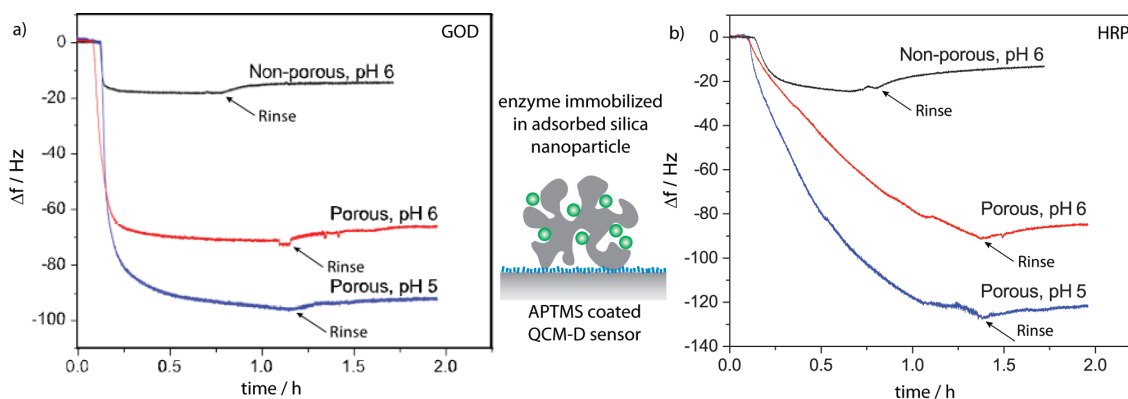 a)
GOD
0
-20
-40
-60
-80
-100
Δf / Hz
Non-porous, pH 6
Rinse
Porous, pH 6
Rinse
Porous, pH 5
Rinse
0.0
0.5
1.0
1.5
2.0
time / h
enzyme immobilized
in adsorbed silica
nanoparticle
APTMS coated
QCM-D sensor
b)
HRP
0
-20
-40
-60
-80
-100
-120
-140
Δf / Hz
Non-porous, pH 6
Rinse
Porous, pH 6
Rinse
Porous, pH 5
Rinse
0.0
0.5
1.0
1.5
2.0
time / h